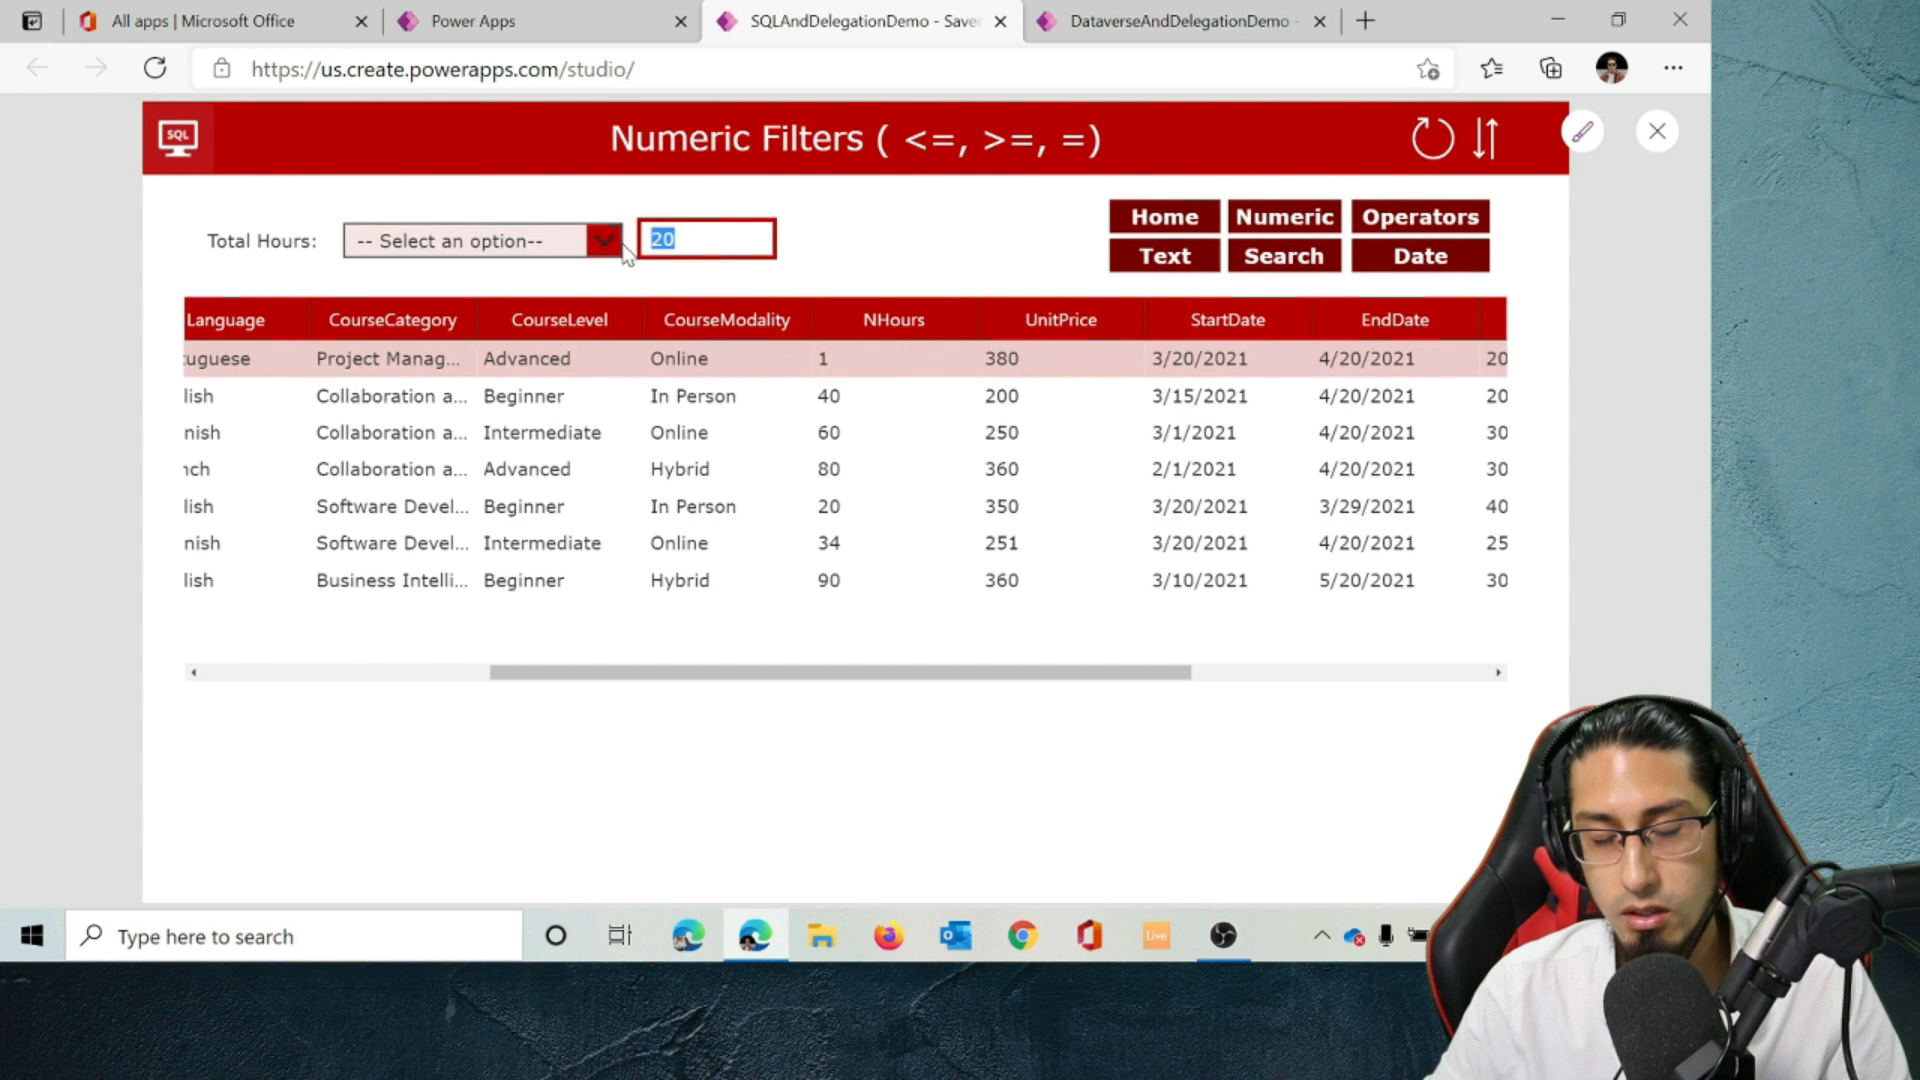 All apps | Microsoft Office
Power Apps
SQLAndDelegationDemo - Save
DataverseAndDelegationDemo -
https://us.create.powerapps.com/studio/
SQL
Numeric Filters ( <=, >=, =)
Total Hours:
-- Select an option--
20
Home Numeric Operators
Text Search Date
Language CourseCategory CourseLevel CourseModality NHours UnitPrice StartDate EndDate
tuguese Project Manag... Advanced Online 1 380 3/20/2021 4/20/2021 20
lish Collaboration a... Beginner In Person 40 200 3/15/2021 4/20/2021 20
nish Collaboration a... Intermediate Online 60 250 3/1/2021 4/20/2021 30
nch Collaboration a... Advanced Hybrid 80 360 2/1/2021 4/20/2021 30
lish Software Devel... Beginner In Person 20 350 3/20/2021 3/29/2021 40
nish Software Devel... Intermediate Online 34 251 3/20/2021 4/20/2021 25
lish Business Intelli... Beginner Hybrid 90 360 3/10/2021 5/20/2021 30
Type here to search
Live